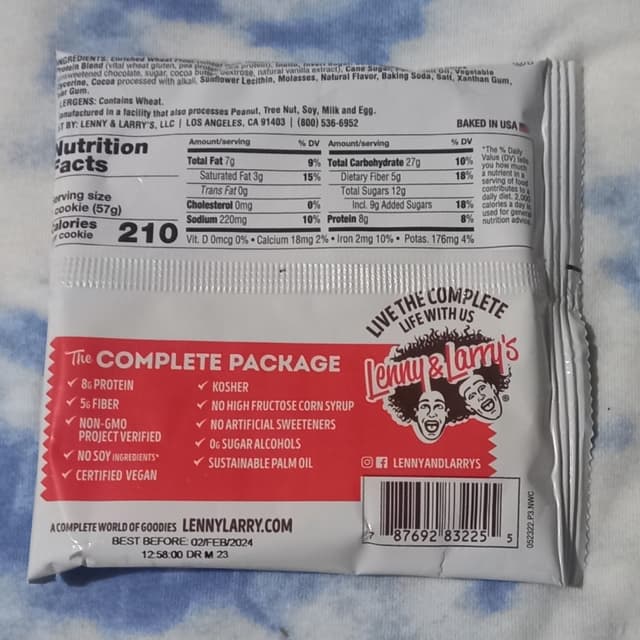 INGREDIENTS: Enriched Wheat
Protein Blend (vital wheat gluten, pea
unsweetened chocolate, sugar, cocoa dextrose, natural vanilla extract), Cane Sugar, Vegetable
Glycerine, Cocoa processed with alkali, Sunflower Lecithin, Molasses, Natural Flavor, Baking Soda, Salt, Xanthan Gum,
Gum.
LERGENS: Contains Wheat.
anufactured in a facility that also processes Peanut, Tree Nut, Soy, Milk and Egg.
T BY: LENNY & LARRY'S, LLC | LOS ANGELES, CA 91403 | (800) 536-6952
BAKED IN USA
Nutrition
Facts
erving size
cookie (57g)
alories
cookie
210
Amount/serving % DV
Total Fat 7g 9%
Saturated Fat 3g 15%
Trans Fat 0g
Cholesterol 0mg 0%
Sodium 220mg 10%
Amount/serving % DV
Total Carbohydrate 27g 10%
Dietary Fiber 5g 18%
Total Sugars 12g
Incl. 9g Added Sugars 18%
Protein 8g 8%
Vit. D 0mcg 0% • Calcium 18mg 2% • Iron 2mg 10% • Potas. 176mg 4%
*The % Daily
Value (DV) tells
you how much
a nutrient in a
serving of food
contributes to a
daily diet. 2,000
calories a day is
used for general
nutrition advice.
LIVE THE COMPLETE
LIFE WITH US
Lenny & Larry's®
The COMPLETE PACKAGE
✓ 8G PROTEIN
✓ 5G FIBER
✓ NON-GMO
PROJECT VERIFIED
✓ NO SOY INGREDIENTS*
✓ CERTIFIED VEGAN
✓ KOSHER
✓ NO HIGH FRUCTOSE CORN SYRUP
✓ NO ARTIFICIAL SWEETENERS
✓ 0G SUGAR ALCOHOLS
✓ SUSTAINABLE PALM OIL
LENNYANDLARRYS
A COMPLETE WORLD OF GOODIES LENNYLARRY.COM
BEST BEFORE: 02/FEB/2024
12:58:00 DR M 23
7 87692 83225 5
052322.P3.NWC